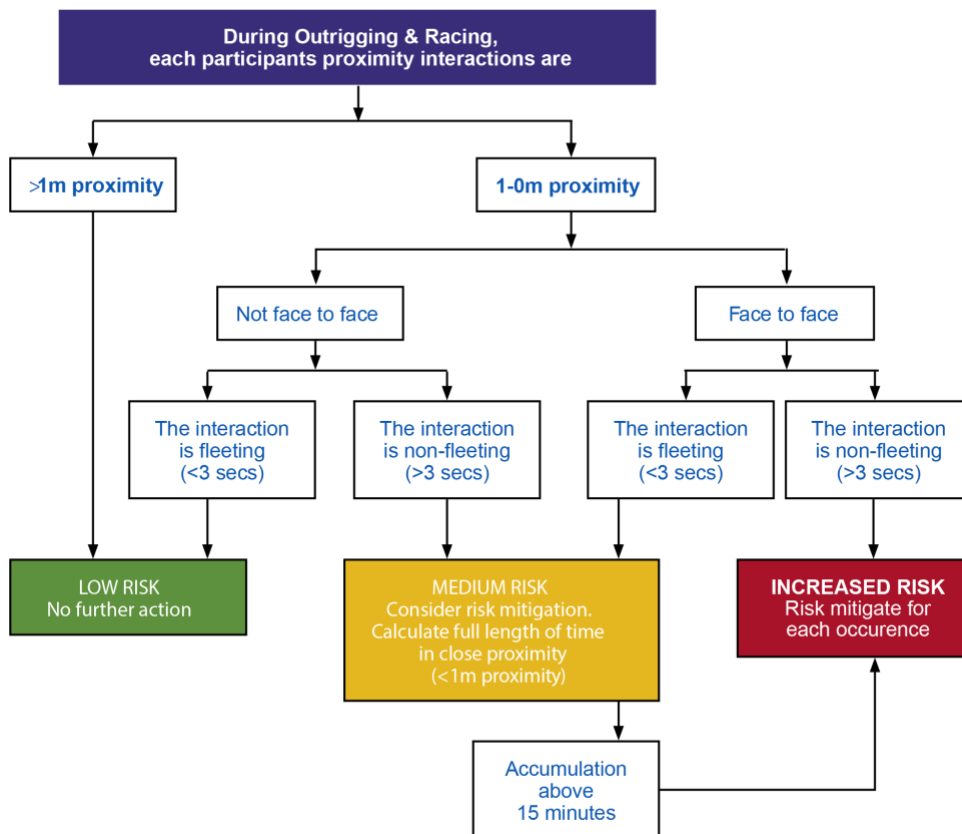 During Outrigging & Racing,
each participants proximity interactions are
>1m proximity
1-0m proximity
Not face to face
Face to face
The interaction
is fleeting
(<3 secs)
The interaction
is non-fleeting
(>3 secs)
The interaction
is fleeting
(<3 secs)
The interaction
is non-fleeting
(>3 secs)
LOW RISK
No further action
MEDIUM RISK
Consider risk mitigation.
Calculate full length of time
in close proximity
(<1m proximity)
INCREASED RISK
Risk mitigate for
each occurence
Accumulation
above
15 minutes